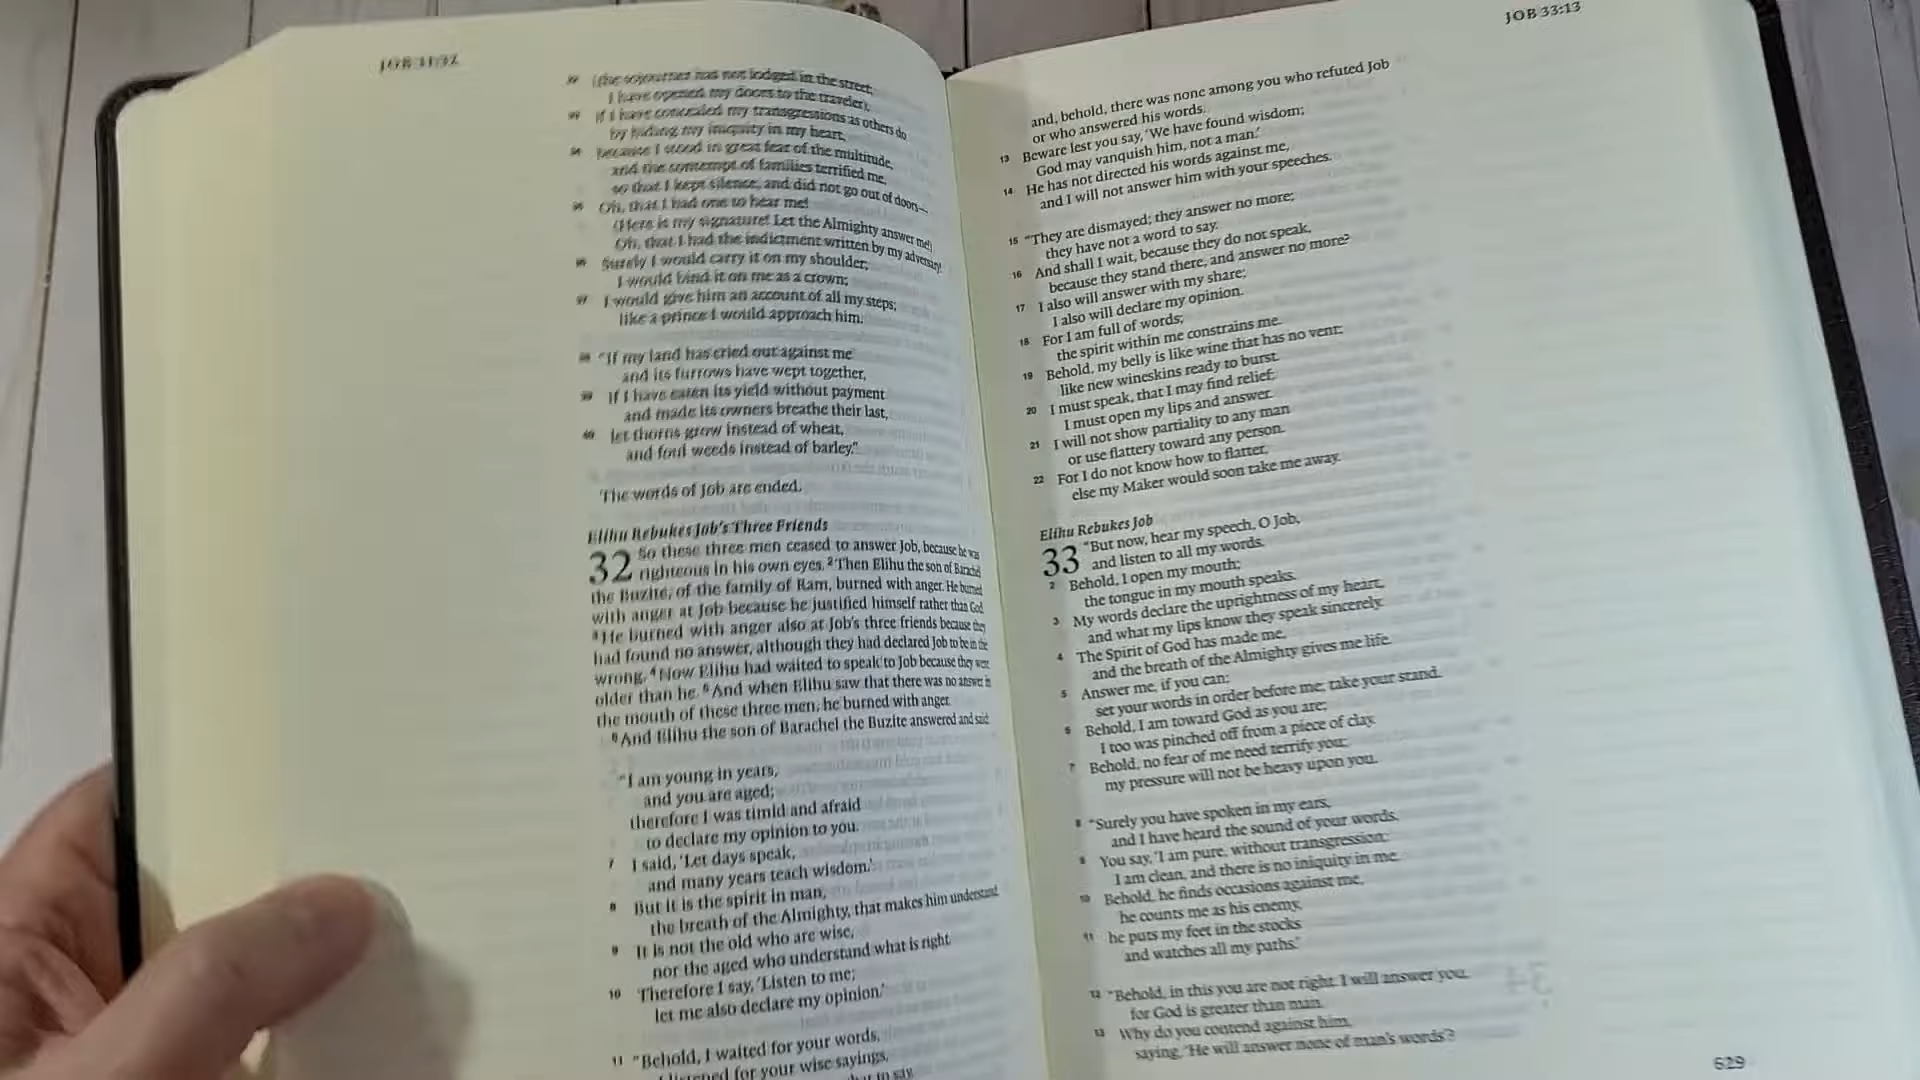 JOB 31:32
32 (the sojourner has not lodged in the street;
I have opened my doors to the traveler),
33 if I have concealed my transgressions as others do
by hiding my iniquity in my heart,
34 because I stood in great fear of the multitude,
and the contempt of families terrified me,
so that I kept silence, and did not go out of doors—
35 Oh, that I had one to hear me!
(Here is my signature! Let the Almighty answer me!)
Oh, that I had the indictment written by my adversary!
36 Surely I would carry it on my shoulder;
I would bind it on me as a crown;
37 I would give him an account of all my steps;
like a prince I would approach him.
38 “If my land has cried out against me
and its furrows have wept together,
39 if I have eaten its yield without payment
and made its owners breathe their last,
40 let thorns grow instead of wheat,
and foul weeds instead of barley.”
The words of Job are ended.
Elihu Rebukes Job's Three Friends
32 So these three men ceased to answer Job, because he was
righteous in his own eyes. 2 Then Elihu the son of Barachel
the Buzite, of the family of Ram, burned with anger. He burned
with anger at Job because he justified himself rather than God.
3 He burned with anger also at Job's three friends because they
had found no answer, although they had declared Job to be in the
wrong. 4 Now Elihu had waited to speak to Job because they were
older than he. 5 And when Elihu saw that there was no answer in
the mouth of these three men, he burned with anger.
6 And Elihu the son of Barachel the Buzite answered and said:
“I am young in years,
and you are aged;
therefore I was timid and afraid
to declare my opinion to you.
7 I said, ‘Let days speak,
and many years teach wisdom.’
8 But it is the spirit in man,
the breath of the Almighty, that makes him understand.
9 It is not the old who are wise,
nor the aged who understand what is right.
10 Therefore I say, ‘Listen to me;
let me also declare my opinion.’
11 “Behold, I waited for your words,
I listened for your wise sayings,
what to say.
JOB 33:13
and, behold, there was none among you who refuted Job
or who answered his words.
13 Beware lest you say, ‘We have found wisdom;
God may vanquish him, not a man.’
14 He has not directed his words against me,
and I will not answer him with your speeches.
15 “They are dismayed; they answer no more;
they have not a word to say.
16 And shall I wait, because they do not speak,
because they stand there, and answer no more?
17 I also will answer with my share;
I also will declare my opinion.
18 For I am full of words;
the spirit within me constrains me.
19 Behold, my belly is like wine that has no vent;
like new wineskins ready to burst.
20 I must speak, that I may find relief;
I must open my lips and answer.
21 I will not show partiality to any man
or use flattery toward any person.
22 For I do not know how to flatter,
else my Maker would soon take me away.
Elihu Rebukes Job
33 “But now, hear my speech, O Job,
and listen to all my words.
2 Behold, I open my mouth;
the tongue in my mouth speaks.
3 My words declare the uprightness of my heart,
and what my lips know they speak sincerely.
4 The Spirit of God has made me,
and the breath of the Almighty gives me life.
5 Answer me, if you can;
set your words in order before me; take your stand.
6 Behold, I am toward God as you are;
I too was pinched off from a piece of clay.
7 Behold, no fear of me need terrify you;
my pressure will not be heavy upon you.
8 “Surely you have spoken in my ears,
and I have heard the sound of your words.
9 You say, ‘I am pure, without transgression;
I am clean, and there is no iniquity in me.
10 Behold, he finds occasions against me,
he counts me as his enemy,
11 he puts my feet in the stocks
and watches all my paths.’
12 “Behold, in this you are not right. I will answer you,
for God is greater than man.
13 Why do you contend against him,
saying, ‘He will answer none of man's words’?
629